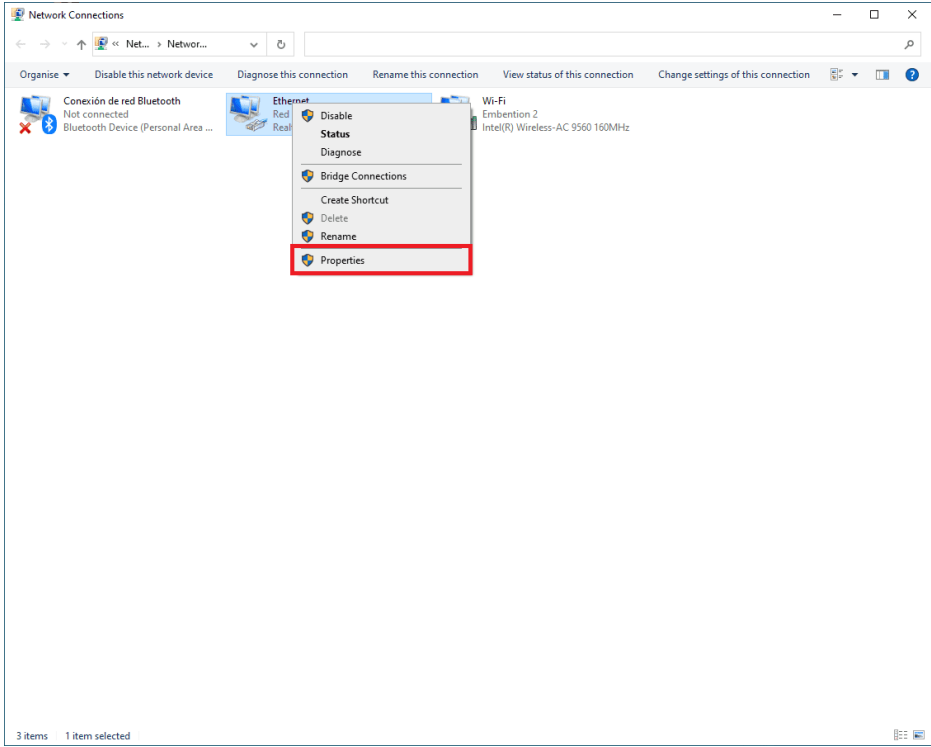 Network Connections
« Net... › Networ...
Organise Disable this network device Diagnose this connection Rename this connection View status of this connection Change settings of this connection
Conexión de red Bluetooth
Not connected
Bluetooth Device (Personal Area ...
Ethernet
Red
Wi-Fi
Embention 2
Intel(R) Wireless-AC 9560 160MHz
Disable
Status
Diagnose
Bridge Connections
Create Shortcut
Delete
Rename
Properties
3 items 1 item selected